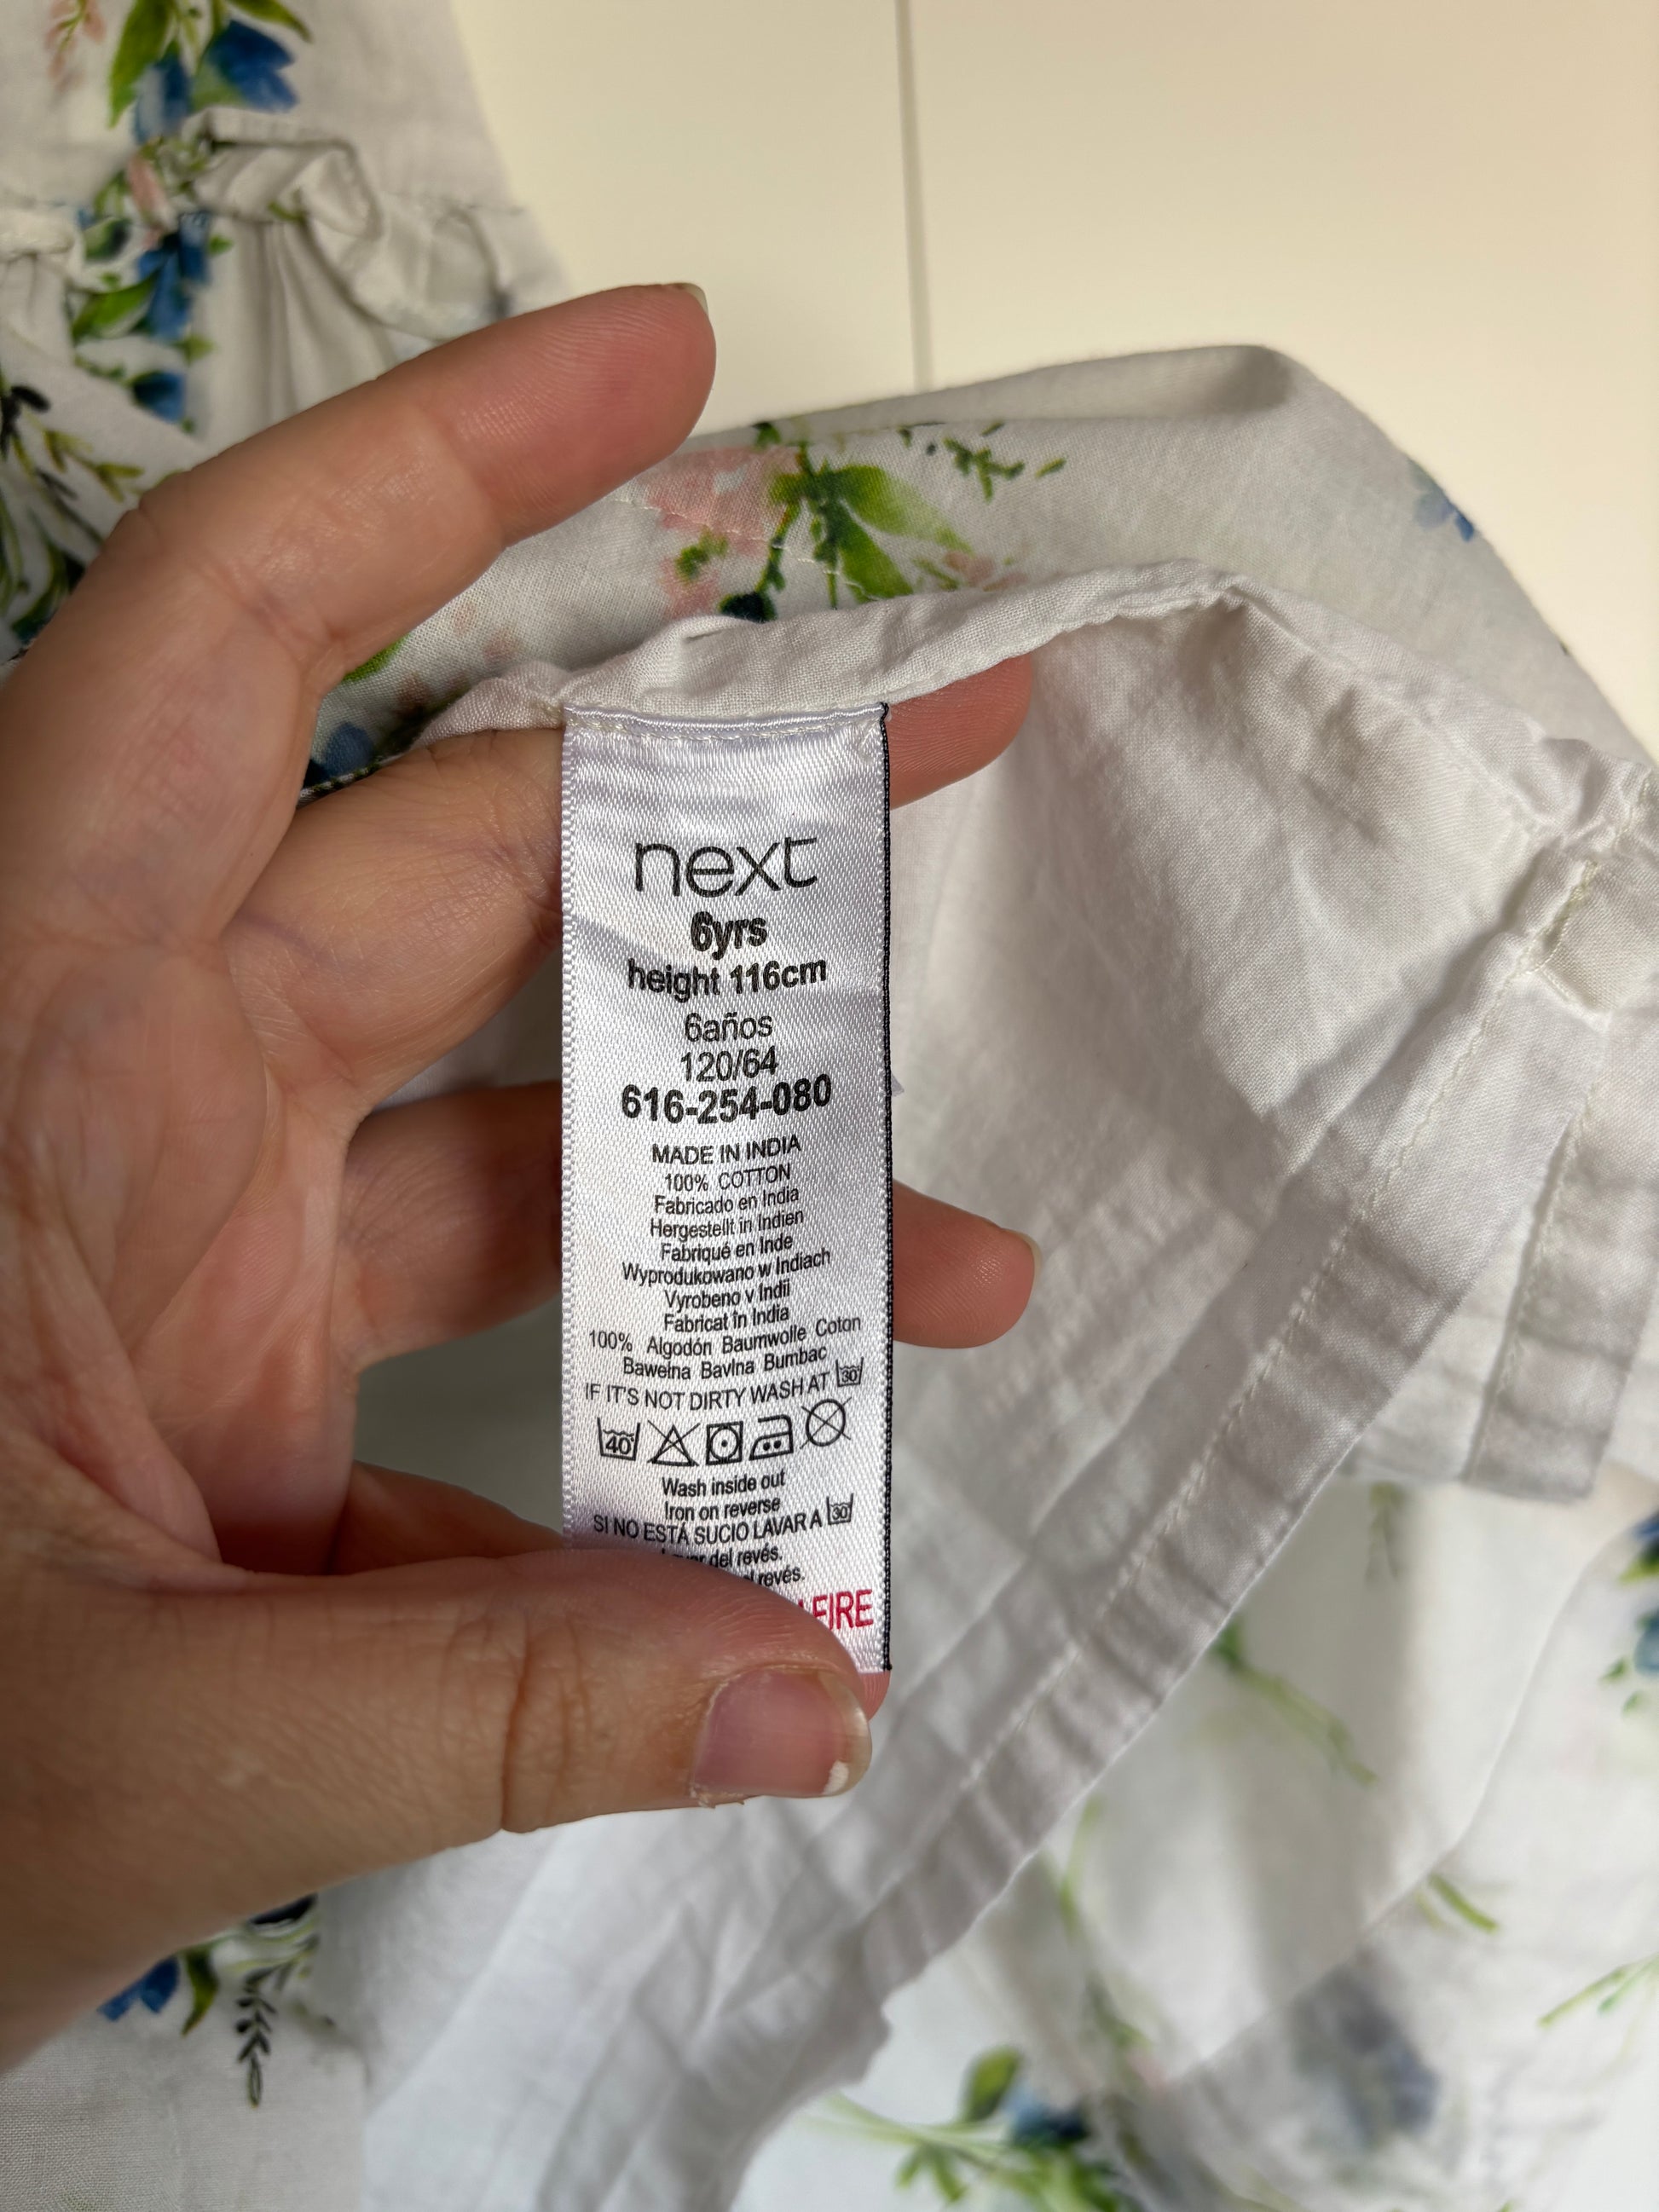 next
6yrs
height 116cm
6años
120/64
616-254-080
MADE IN INDIA
100% COTTON
Fabricado en India
Hergestellt in Indien
Fabriqué en Inde
Wyprodukowano w Indiach
Vyrobeno v Indii
Fabricat în India
100% Algodón Baumwolle Coton
Bawełna Bavlna Bumbac
IF IT'S NOT DIRTY WASH AT 30
40
Wash inside out
Iron on reverse
SI NO ESTÁ SUCIO LAVAR A 30
del revés.
revés.
FIRE